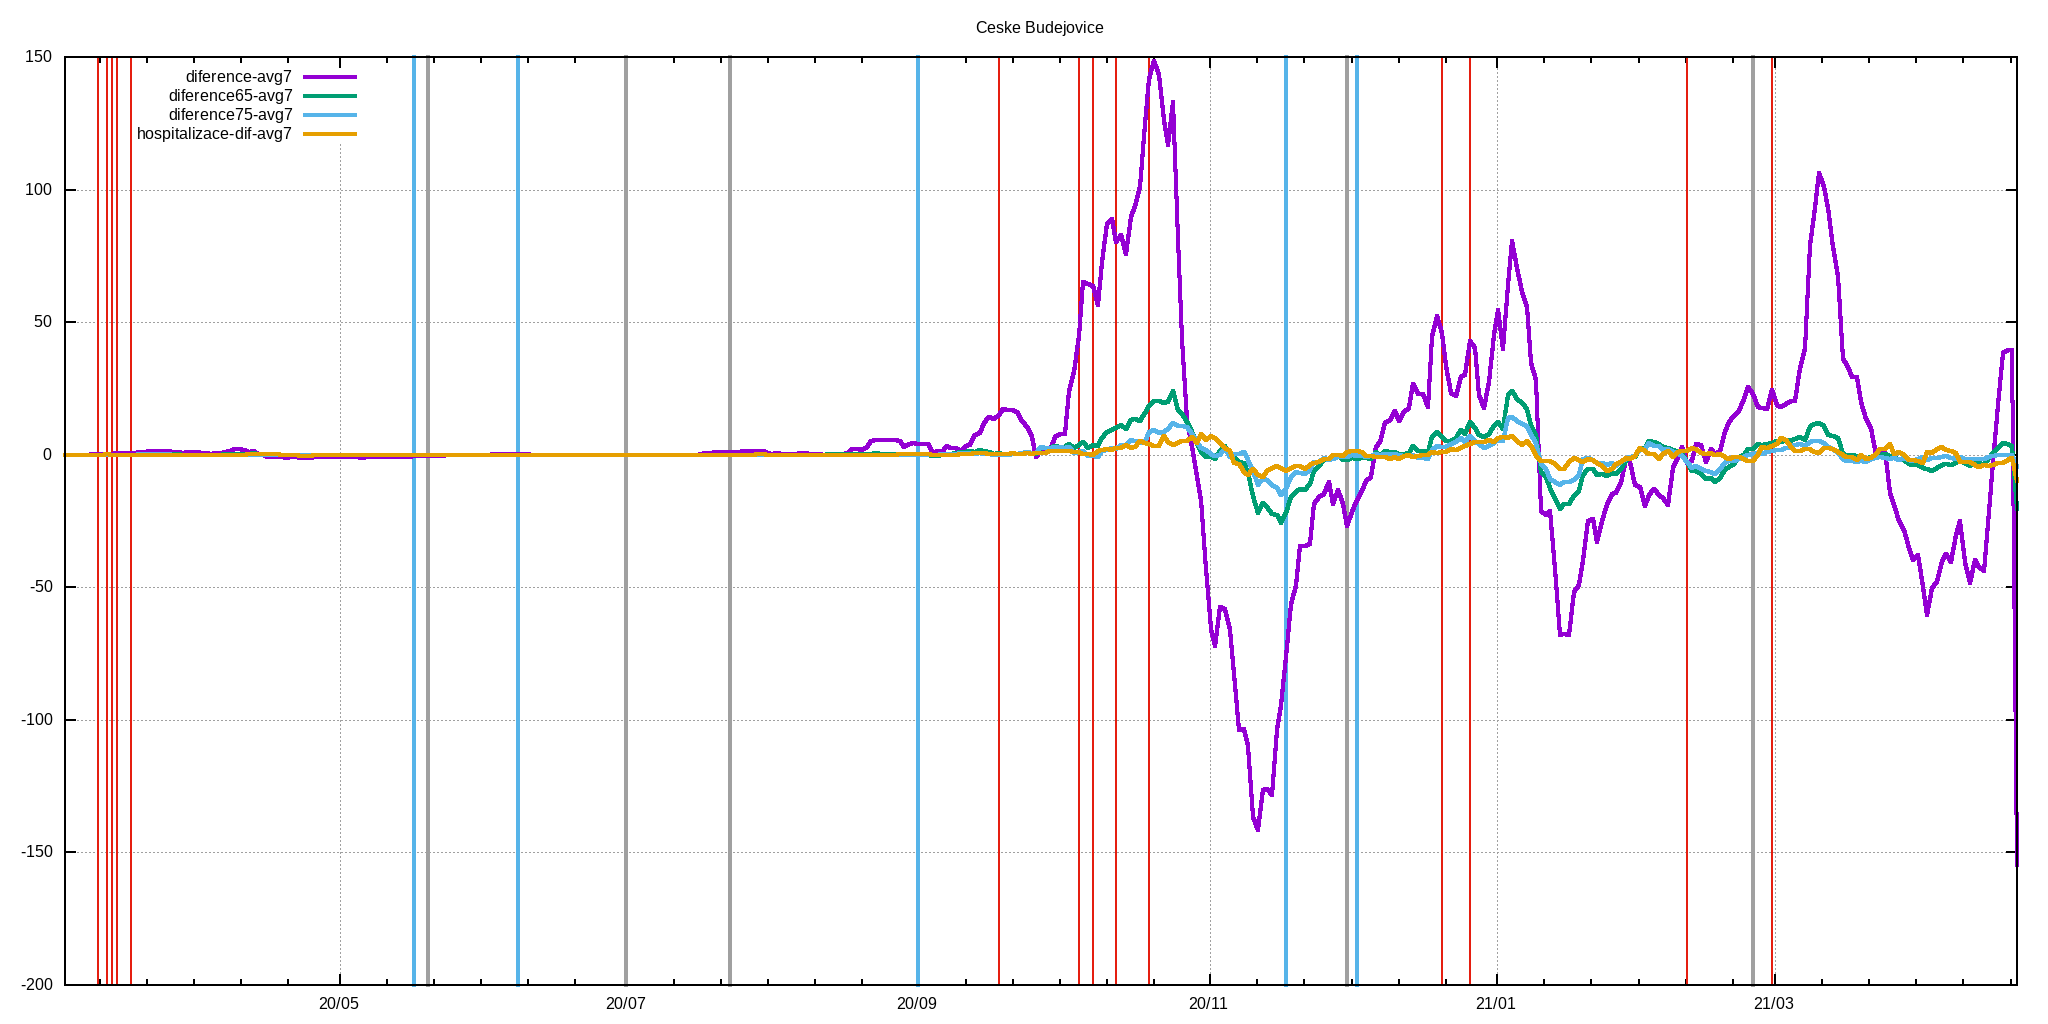 Ceske Budejovice
diference-avg7
diference65-avg7
diference75-avg7
hospitalizace-dif-avg7
150
100
50
0
-50
-100
-150
-200
20/05 20/07 20/09 20/11 21/01 21/03